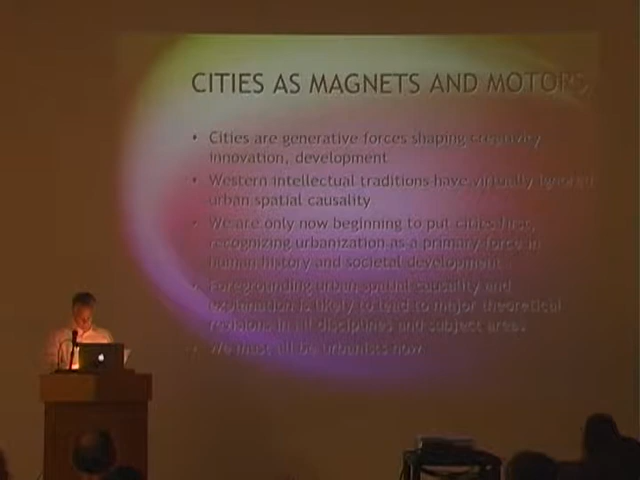 CITIES AS MAGNETS AND MOTORS
• Cities are generative forces shaping creativity
innovation, development
• Western intellectual traditions have virtually ignored
urban spatial causality
• We are only now beginning to put cities first,
recognizing urbanization as a primary force in
human history and societal development
• Foregrounding urban spatial causality and
explanation is likely to lead to major theoretical
revisions in all disciplines and subject areas
• We must all be urbanists now